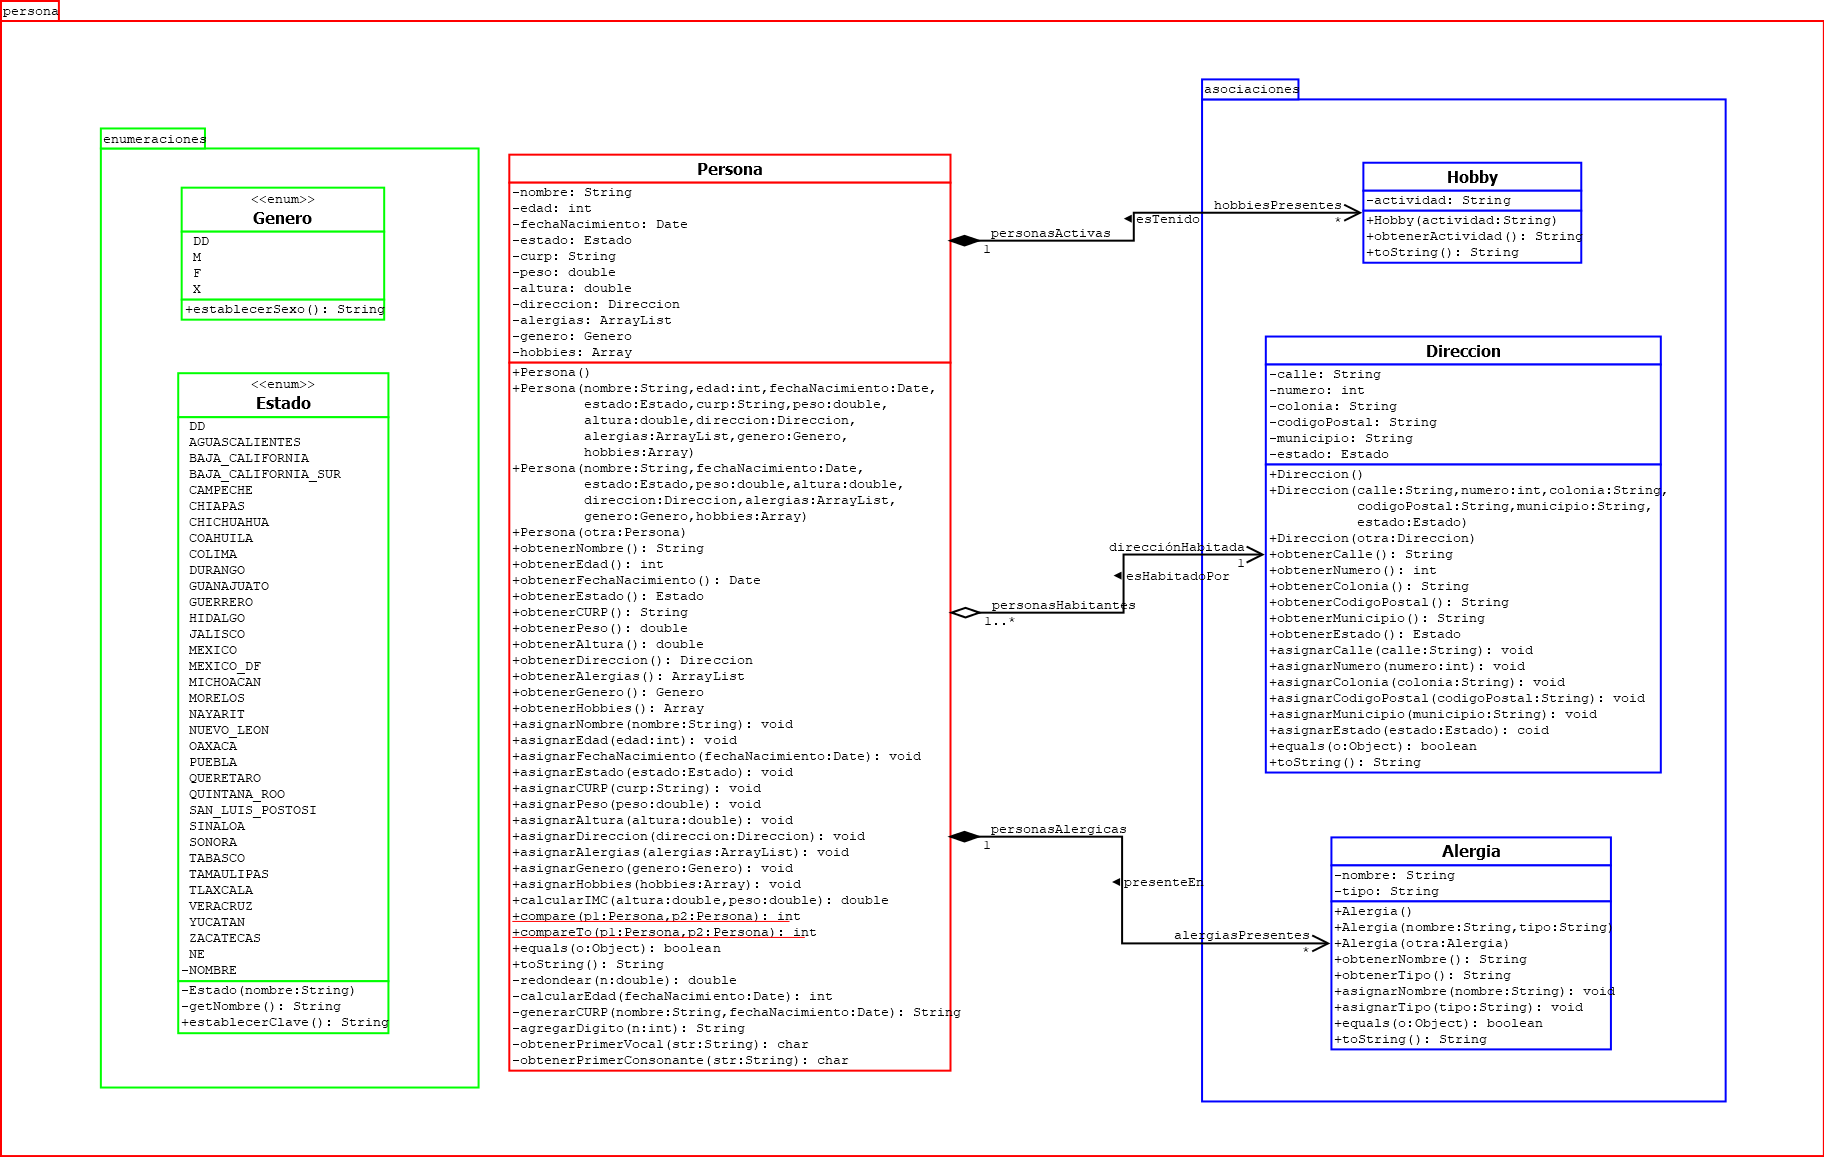 persona
enumeraciones
<<enum>>
Genero
DD
M
F
X
+establecerSexo(): String
<<enum>>
Estado
DD
AGUASCALIENTES
BAJA_CALIFORNIA
BAJA_CALIFORNIA_SUR
CAMPECHE
CHIAPAS
CHICHUAHUA
COAHUILA
COLIMA
DURANGO
GUANAJUATO
GUERRERO
HIDALGO
JALISCO
MEXICO
MEXICO_DF
MICHOACAN
MORELOS
NAYARIT
NUEVO_LEON
OAXACA
PUEBLA
QUERETARO
QUINTANA_ROO
SAN_LUIS_POSTOSI
SINALOA
SONORA
TABASCO
TAMAULIPAS
TLAXCALA
VERACRUZ
YUCATAN
ZACATECAS
NE
-NOMBRE
-Estado(nombre:String)
-getNombre(): String
+establecerClave(): String
Persona
-nombre: String
-edad: int
-fechaNacimiento: Date
-estado: Estado
-curp: String
-peso: double
-altura: double
-direccion: Direccion
-alergias: ArrayList
-genero: Genero
-hobbies: Array
+Persona()
+Persona(nombre:String,edad:int,fechaNacimiento:Date,
estado:Estado,curp:String,peso:double,
altura:double,direccion:Direccion,
alergias:ArrayList,genero:Genero,
hobbies:Array)
+Persona(nombre:String,fechaNacimiento:Date,
estado:Estado,peso:double,altura:double,
direccion:Direccion,alergias:ArrayList,
genero:Genero,hobbies:Array)
+Persona(otra:Persona)
+obtenerNombre(): String
+obtenerEdad(): int
+obtenerFechaNacimiento(): Date
+obtenerEstado(): Estado
+obtenerCURP(): String
+obtenerPeso(): double
+obtenerAltura(): double
+obtenerDireccion(): Direccion
+obtenerAlergias(): ArrayList
+obtenerGenero(): Genero
+obtenerHobbies(): Array
+asignarNombre(nombre:String): void
+asignarEdad(edad:int): void
+asignarFechaNacimiento(fechaNacimiento:Date): void
+asignarEstado(estado:Estado): void
+asignarCURP(curp:String): void
+asignarPeso(peso:double): void
+asignarAltura(altura:double): void
+asignarDireccion(direccion:Direccion): void
+asignarAlergias(alergias:ArrayList): void
+asignarGenero(genero:Genero): void
+asignarHobbies(hobbies:Array): void
+calcularIMC(altura:double,peso:double): double
+compare(p1:Persona,p2:Persona): int
+compareTo(p1:Persona,p2:Persona): int
+equals(o:Object): boolean
+toString(): String
-redondear(n:double): double
-calcularEdad(fechaNacimiento:Date): int
-generarCURP(nombre:String,fechaNacimiento:Date): String
-agregarDigito(n:int): String
-obtenerPrimerVocal(str:String): char
-obtenerPrimerConsonante(str:String): char
personasActivas
1
esTenido
hobbiesPresentes
*
direcciónHabitada
1
esHabitadoPor
personasHabitantes
1..*
personasAlergicas
1
presenteEn
alergiasPresentes
*
asociaciones
Hobby
-actividad: String
+Hobby(actividad:String)
+obtenerActividad(): String
+toString(): String
Direccion
-calle: String
-numero: int
-colonia: String
-codigoPostal: String
-municipio: String
-estado: Estado
+Direccion()
+Direccion(calle:String,numero:int,colonia:String,
codigoPostal:String,municipio:String,
estado:Estado)
+Direccion(otra:Direccion)
+obtenerCalle(): String
+obtenerNumero(): int
+obtenerColonia(): String
+obtenerCodigoPostal(): String
+obtenerMunicipio(): String
+obtenerEstado(): Estado
+asignarCalle(calle:String): void
+asignarNumero(numero:int): void
+asignarColonia(colonia:String): void
+asignarCodigoPostal(codigoPostal:String): void
+asignarMunicipio(municipio:String): void
+asignarEstado(estado:Estado): coid
+equals(o:Object): boolean
+toString(): String
Alergia
-nombre: String
-tipo: String
+Alergia()
+Alergia(nombre:String,tipo:String)
+Alergia(otra:Alergia)
+obtenerNombre(): String
+obtenerTipo(): String
+asignarNombre(nombre:String): void
+asignarTipo(tipo:String): void
+equals(o:Object): boolean
+toString(): String